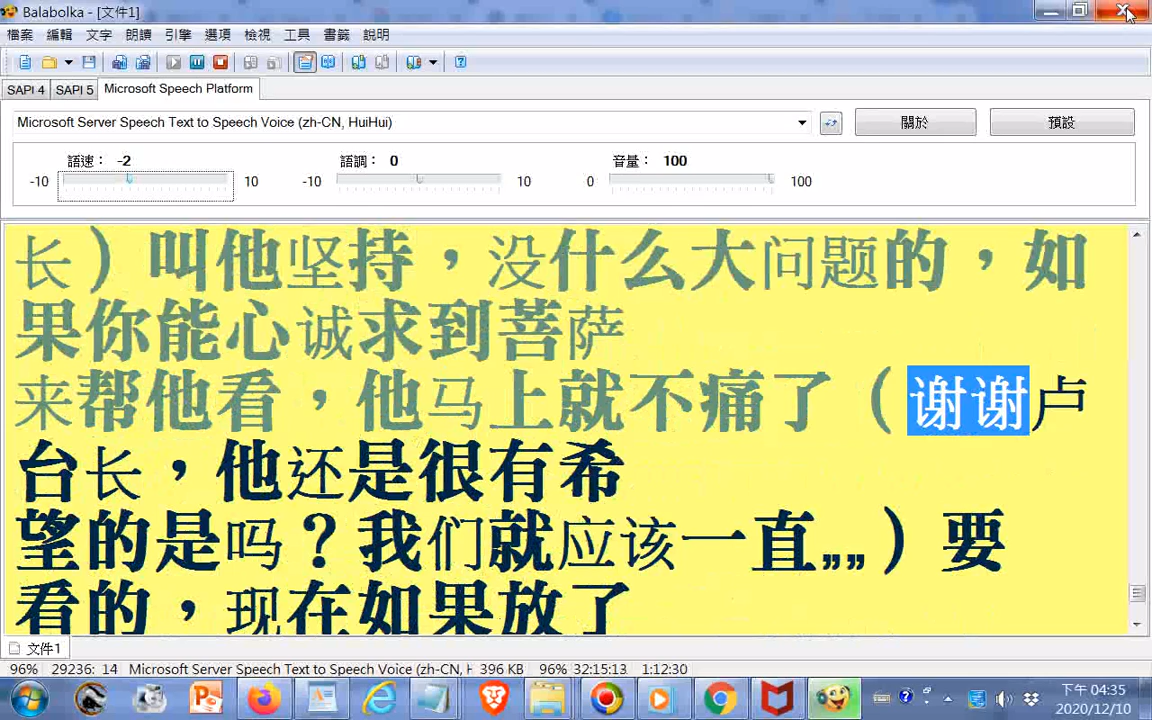 Balabolka - [文件1]
檔案 編輯 文字 朗讀 引擎 選項 檢視 工具 書籤 說明
SAPI 4 SAPI 5 Microsoft Speech Platform
Microsoft Server Speech Text to Speech Voice (zh-CN, HuiHui) 關於 預設
語速： -2 語調： 0 音量： 100
-10 10 -10 10 0 100
长）叫他坚持，没什么大问题的，如
果你能心诚求到菩萨
来帮他看，他马上就不痛了（谢谢卢
台长，他还是很有希
望的是吗？我们就应该一直„„）要
看的，现在如果放了
文件1
96% 29236: 14 Microsoft Server Speech Text to Speech Voice (zh-CN, H 396 KB 96% 32:15:13 1:12:30
下午 04:35
2020/12/10